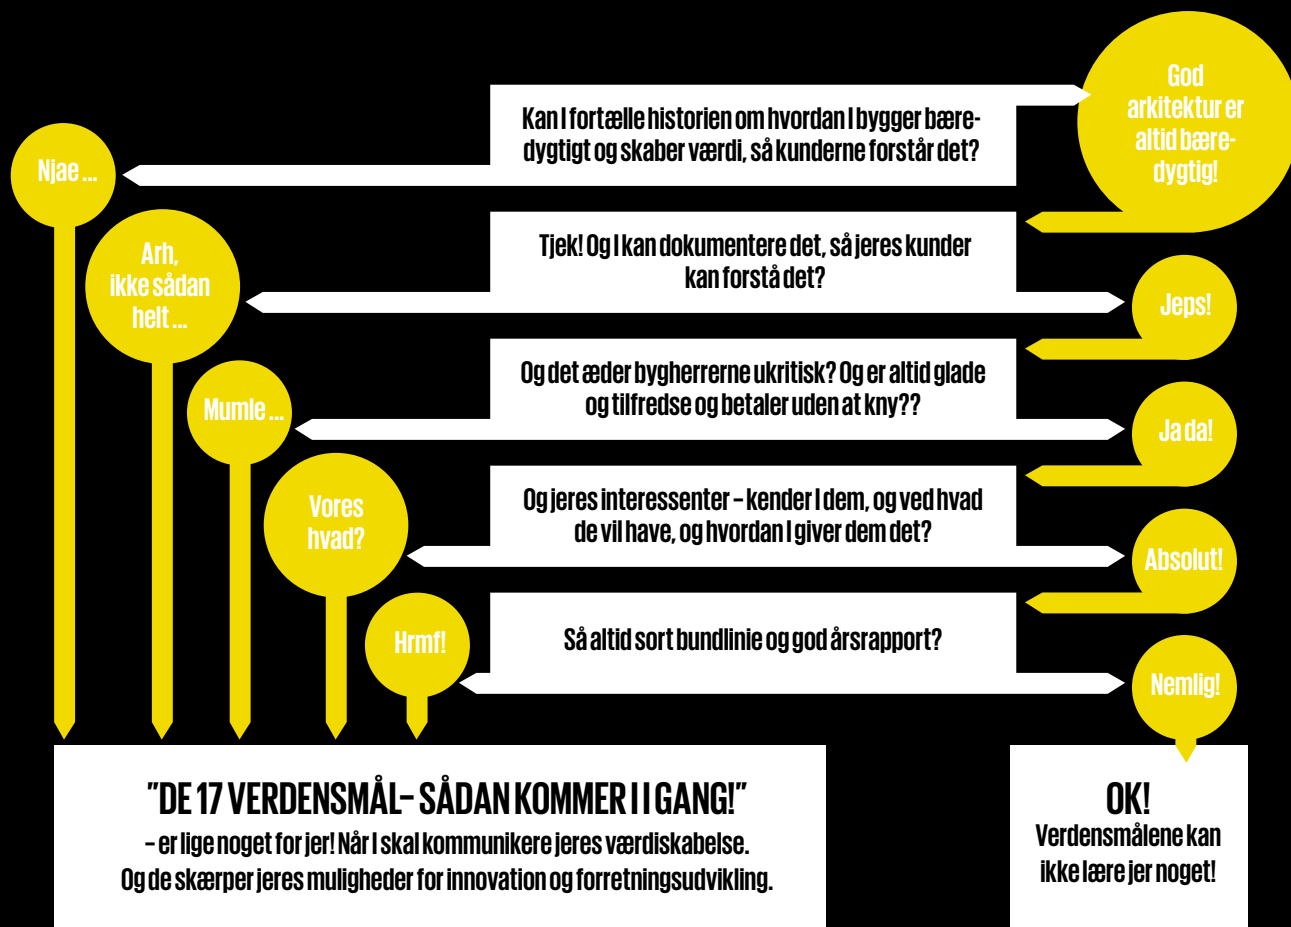 God
arkitektur er
altid bære-
dygtig!
Kan I fortælle historien om hvordan I bygger bære-
dygtigt og skaber værdi, så kunderne forstår det?
Njae ...
Tjek! Og I kan dokumentere det, så jeres kunder
kan forstå det?
Arh,
ikke sådan
helt ...
Jeps!
Og det æder bygherrerne ukritisk? Og er altid glade
og tilfredse og betaler uden at kny??
Mumle ...
Ja da!
Og jeres interessenter – kender I dem, og ved hvad
de vil have, og hvordan I giver dem det?
Vores
hvad?
Absolut!
Så altid sort bundlinie og god årsrapport?
Hrmf!
Nemlig!
"DE 17 VERDENSMÅL– SÅDAN KOMMER I I GANG!"
– er lige noget for jer! Når I skal kommunikere jeres værdiskabelse.
Og de skærper jeres muligheder for innovation og forretningsudvikling.
OK!
Verdensmålene kan
ikke lære jer noget!